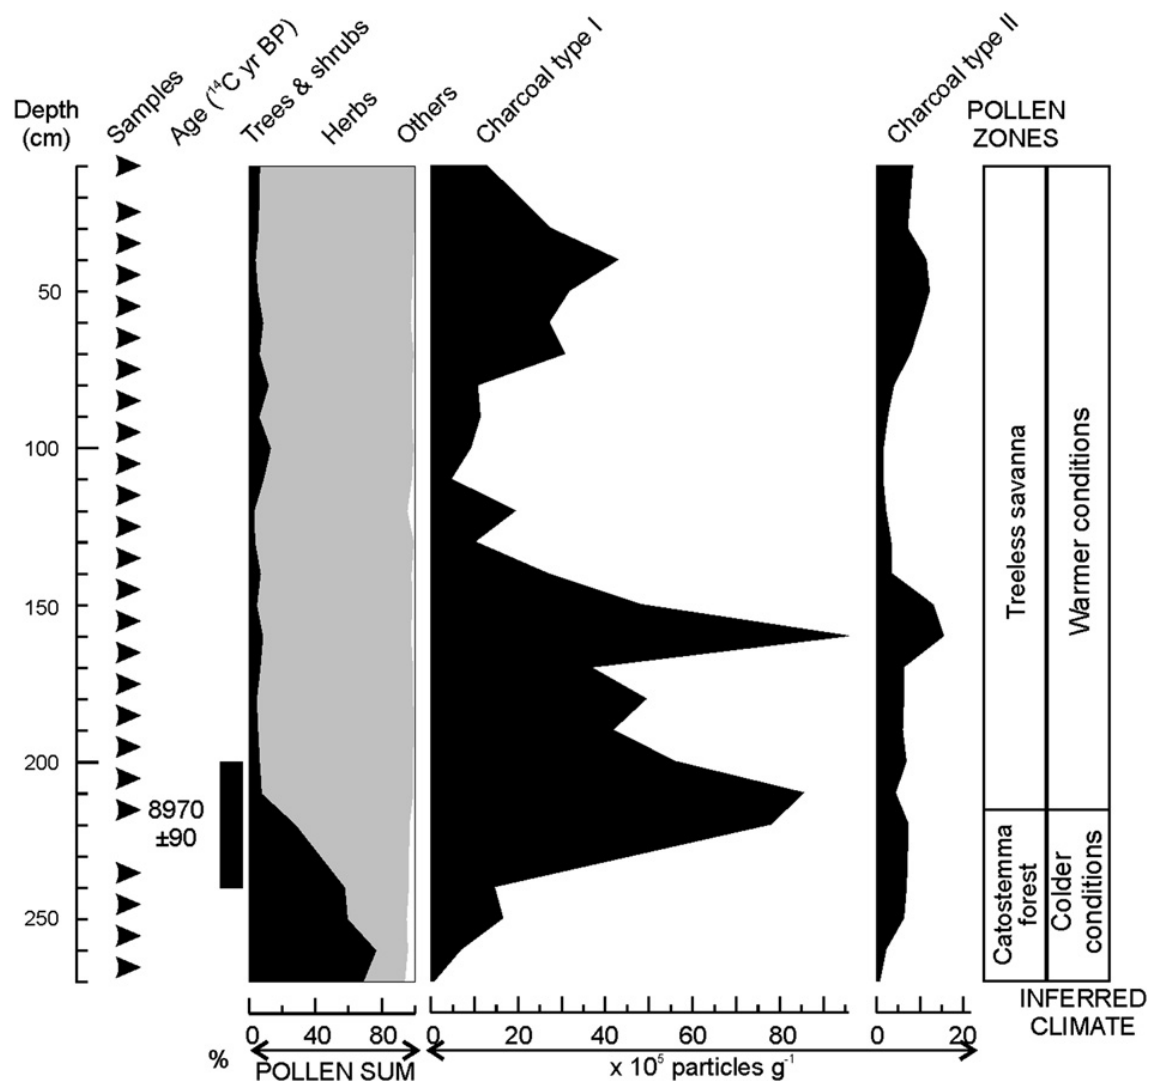 Depth
(cm)
Samples
Age (¹⁴C yr BP)
Trees & shrubs
Herbs
Others
Charcoal type I
Charcoal type II
POLLEN
ZONES
50
100
150
200
250
8970
±90
Treeless savanna
Warmer conditions
Catostemma
forest
Colder
conditions
INFERRED
CLIMATE
0 40 80
0 20 40 60 80
0 20
% POLLEN SUM
x 10⁵ particles g⁻¹